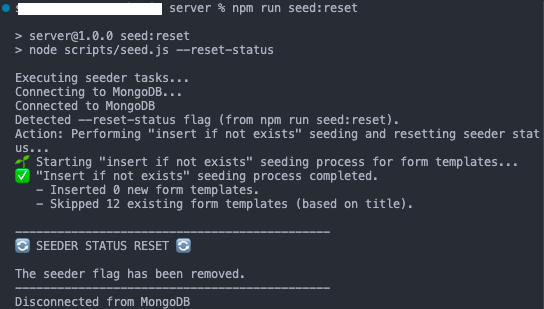 s server % npm run seed:reset
> server@1.0.0 seed:reset
> node scripts/seed.js --reset-status
Executing seeder tasks...
Connecting to MongoDB...
Connected to MongoDB
Detected --reset-status flag (from npm run seed:reset).
Action: Performing "insert if not exists" seeding and resetting seeder stat
us...
🌱 Starting "insert if not exists" seeding process for form templates...
✅ "Insert if not exists" seeding process completed.
- Inserted 0 new form templates.
- Skipped 12 existing form templates (based on title).
---------------------------------------------
🔄 SEEDER STATUS RESET 🔄
The seeder flag has been removed.
---------------------------------------------
Disconnected from MongoDB